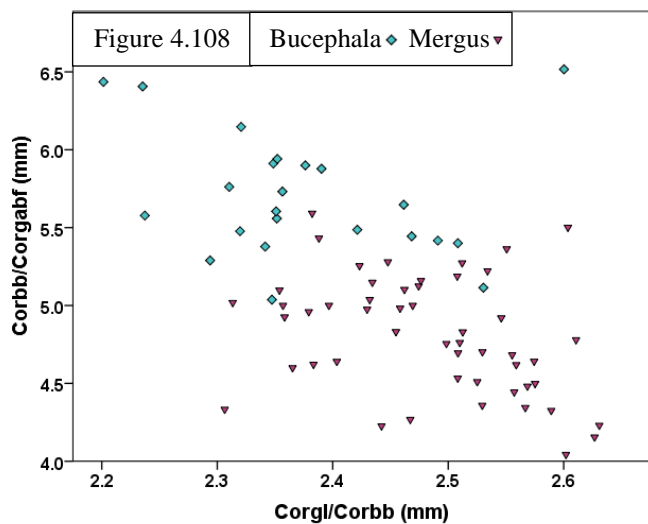 Figure 4.108
Bucephala Mergus
6.5
6.0
5.5
5.0
4.5
4.0
Corbb/Corgabf (mm)
2.2 2.3 2.4 2.5 2.6
Corgl/Corbb (mm)